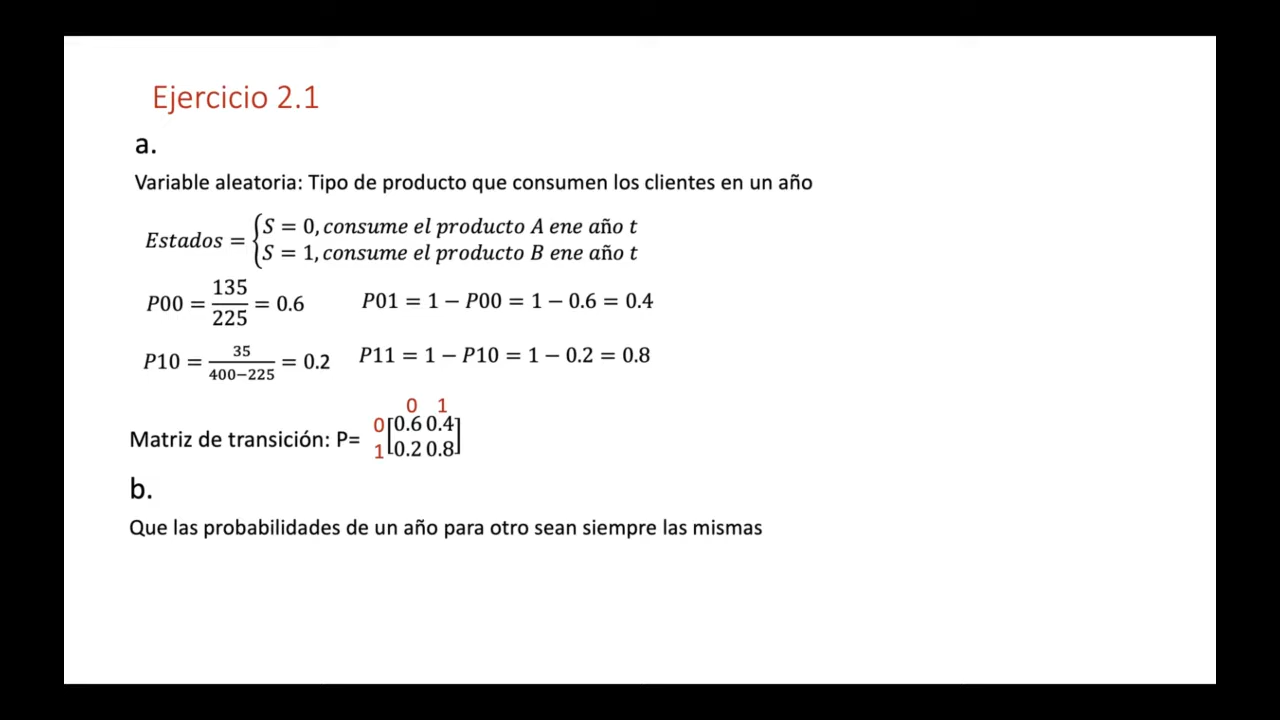 Ejercicio 2.1
a.
Variable aleatoria: Tipo de producto que consumen los clientes en un año
Estados = {S = 0, consume el producto A ene año t
S = 1, consume el producto B ene año t
P00 = 135/225 = 0.6 P01 = 1 − P00 = 1 − 0.6 = 0.4
P10 = 35/400−225 = 0.2 P11 = 1 − P10 = 1 − 0.2 = 0.8
0 1
0 [0.6 0.4]
Matriz de transición: P=
1 [0.2 0.8]
b.
Que las probabilidades de un año para otro sean siempre las mismas